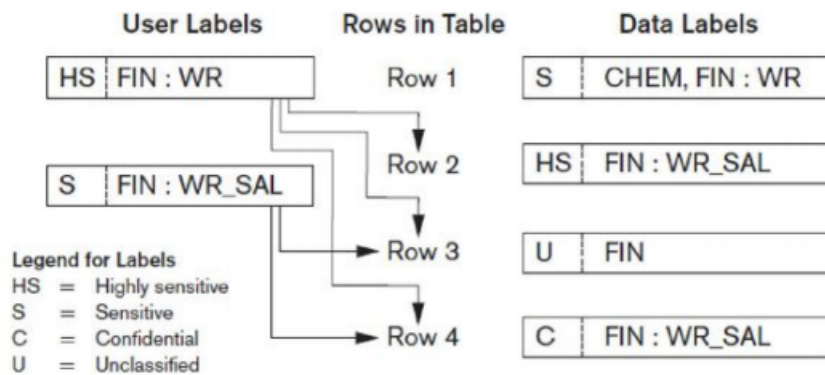 User Labels Rows in Table Data Labels
HS FIN : WR Row 1 S CHEM, FIN : WR
Row 2 HS FIN : WR_SAL
S FIN : WR_SAL
Row 3 U FIN
Legend for Labels
HS = Highly sensitive
S = Sensitive
Row 4 C FIN : WR_SAL
C = Confidential
U = Unclassified